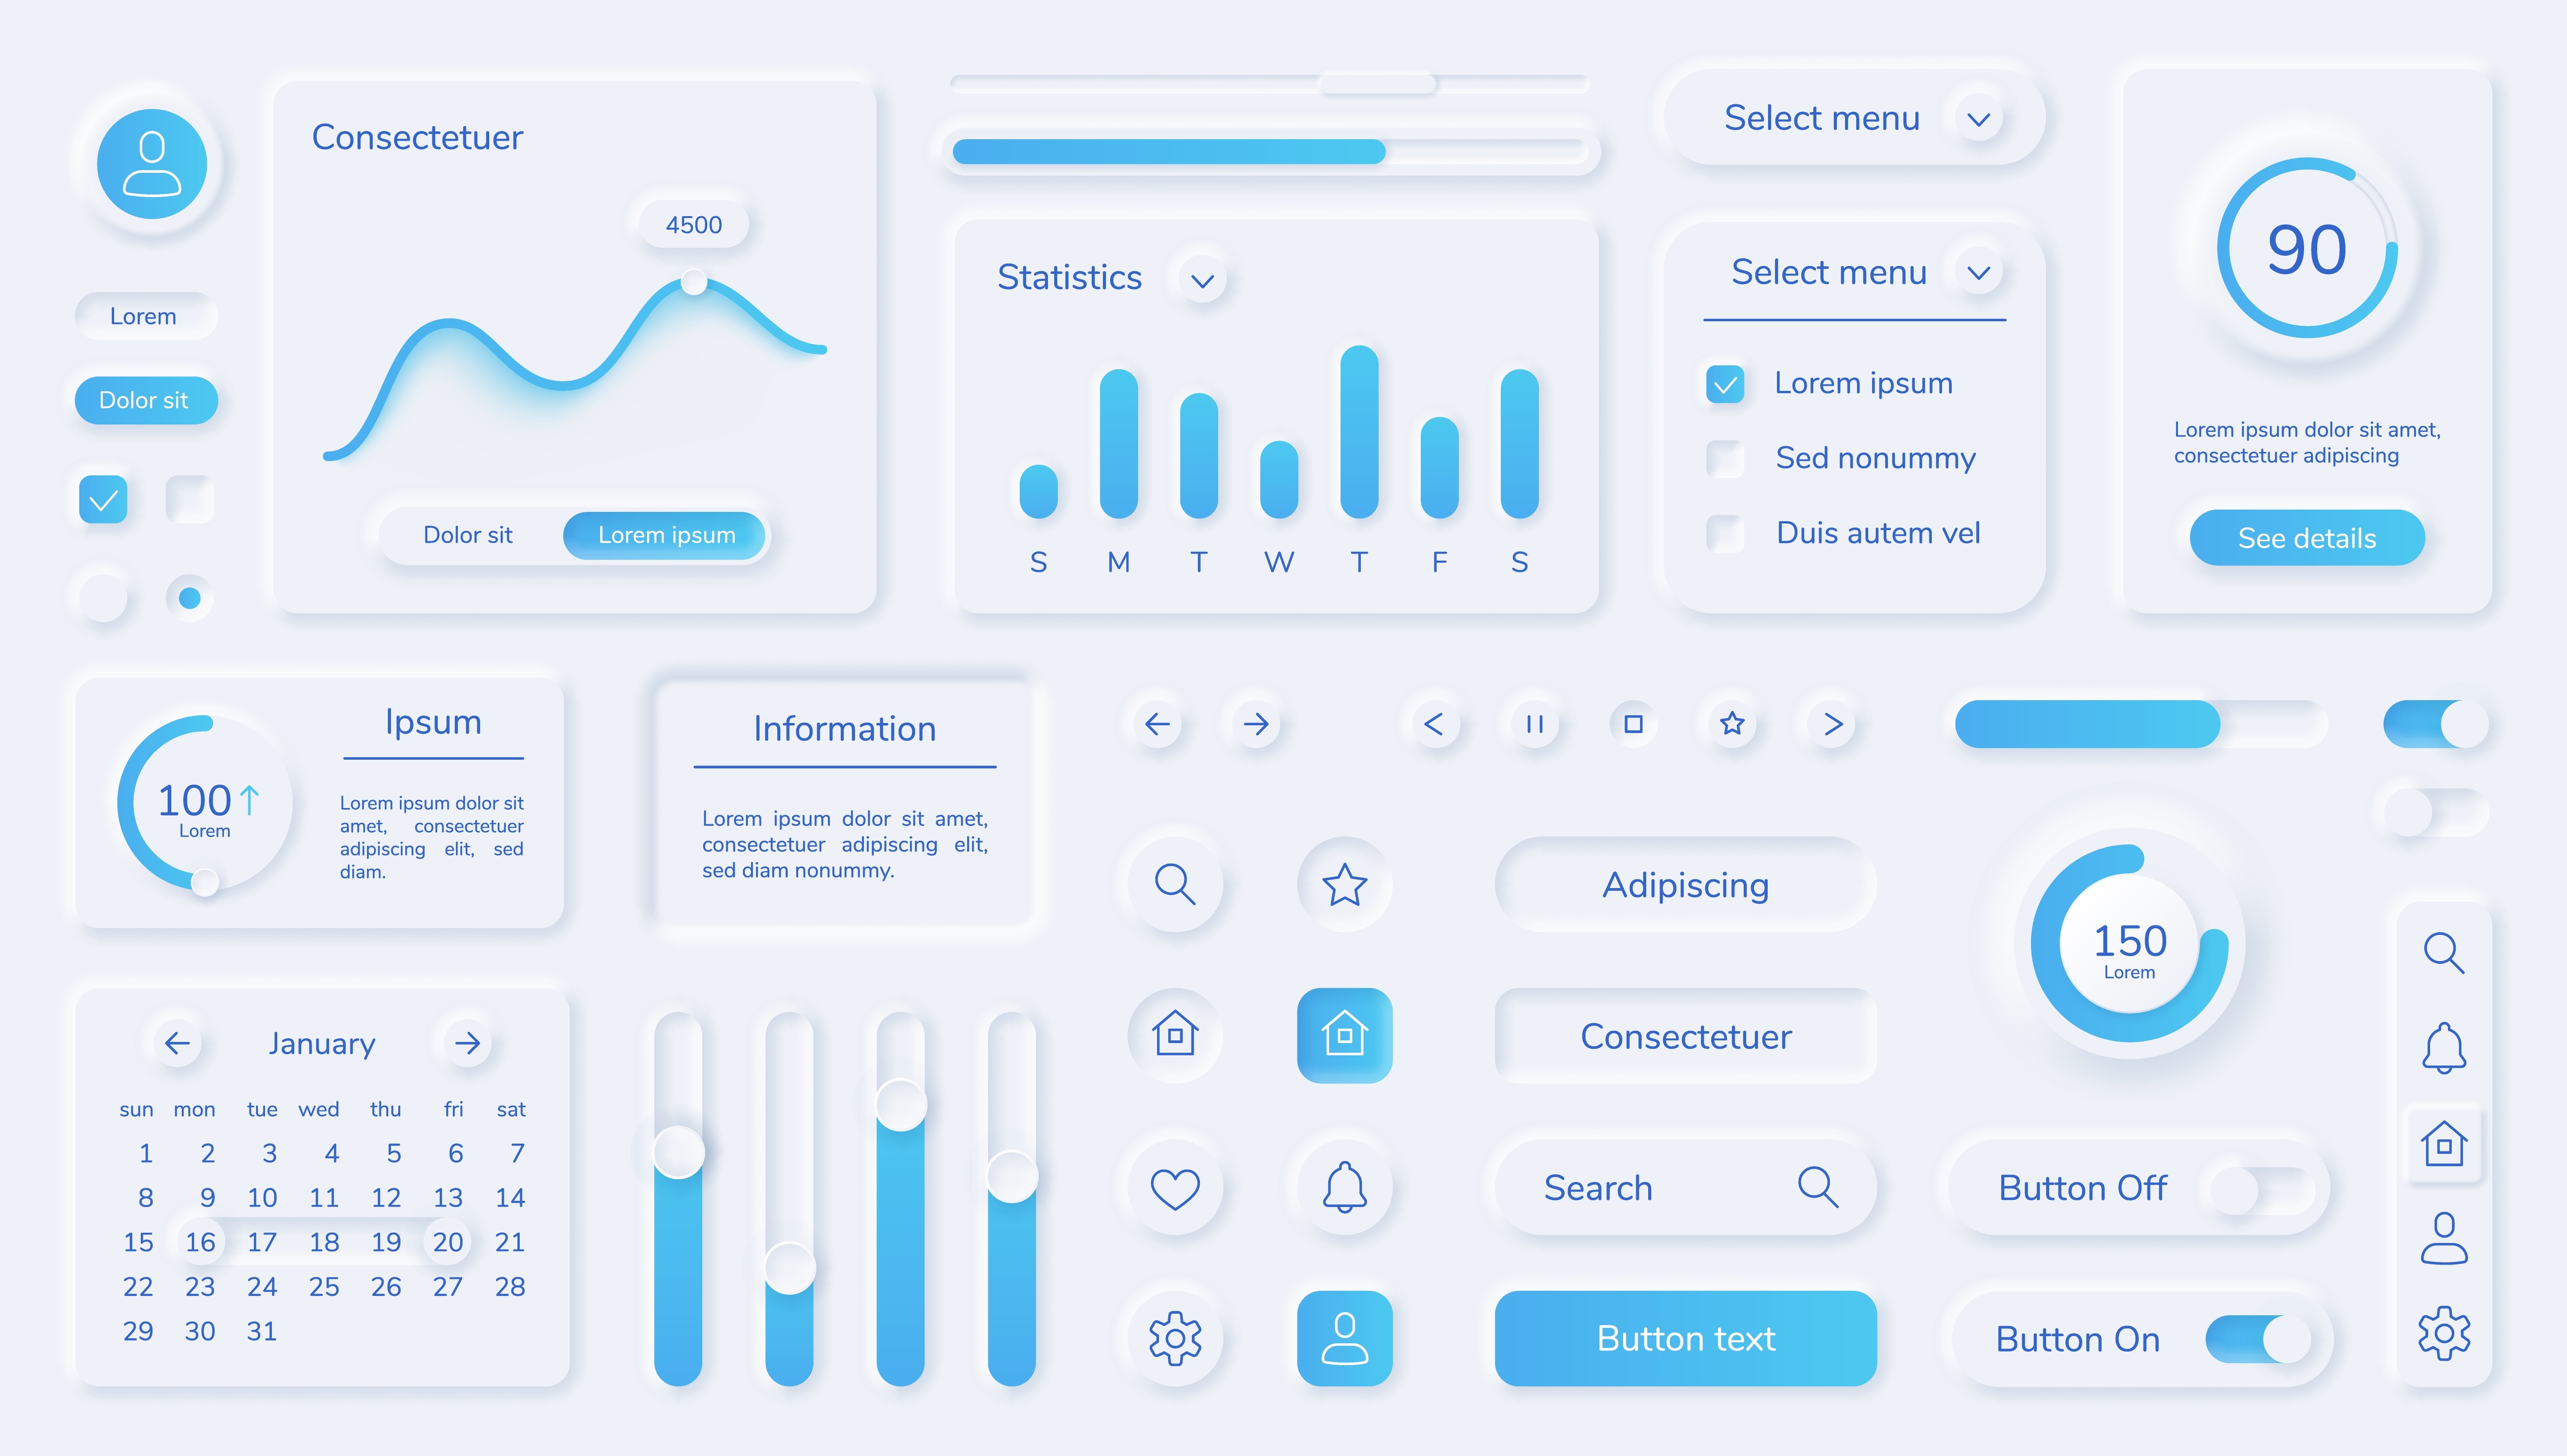 Consectetuer
4500
Dolor sit
Lorem ipsum
Lorem
Dolor sit
Statistics
S M T W T F S
Select menu
Select menu
Lorem ipsum
Sed nonummy
Duis autem vel
90
Lorem ipsum dolor sit amet,
consectetuer adipiscing
See details
100
Lorem
Ipsum
Lorem ipsum dolor sit
amet, consectetuer
adipiscing elit, sed
diam.
Information
Lorem ipsum dolor sit amet,
consectetuer adipiscing elit,
sed diam nonummy.
January
sun mon tue wed thu fri sat
1 2 3 4 5 6 7
8 9 10 11 12 13 14
15 16 17 18 19 20 21
22 23 24 25 26 27 28
29 30 31
Adipiscing
Consectetuer
Search
Button text
150
Lorem
Button Off
Button On